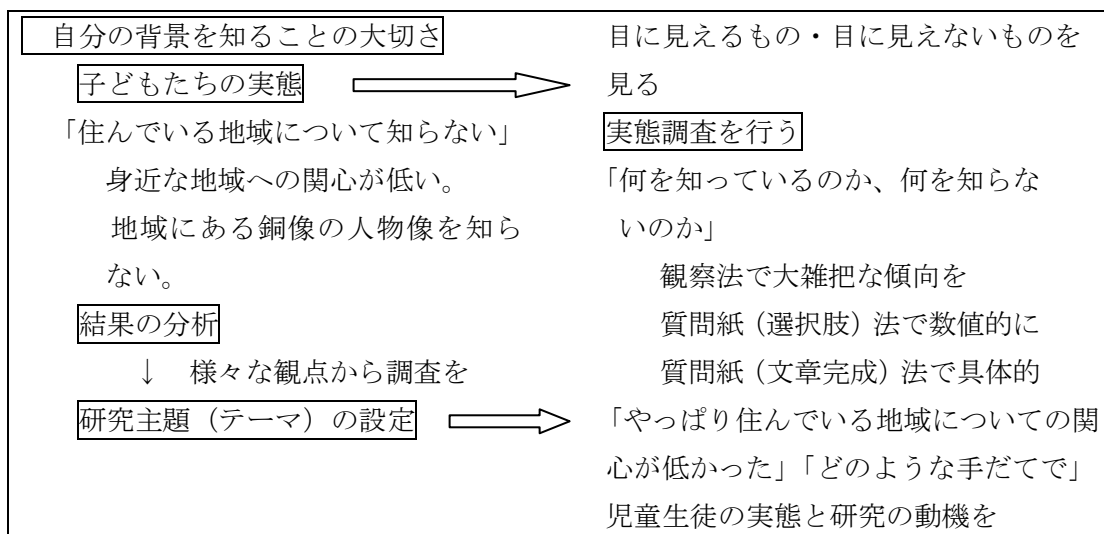 自分の背景を知ることの大切さ
子どもたちの実態
「住んでいる地域について知らない」
身近な地域への関心が低い。
地域にある銅像の人物像を知ら
ない。
結果の分析
↓　様々な観点から調査を
研究主題（テーマ）の設定
目に見えるもの・目に見えないものを
見る
実態調査を行う
「何を知っているのか、何を知らな
いのか」
観察法で大雑把な傾向を
質問紙（選択肢）法で数値的に
質問紙（文章完成）法で具体的
「やっぱり住んでいる地域についての関
心が低かった」「どのような手だてで」
児童生徒の実態と研究の動機を